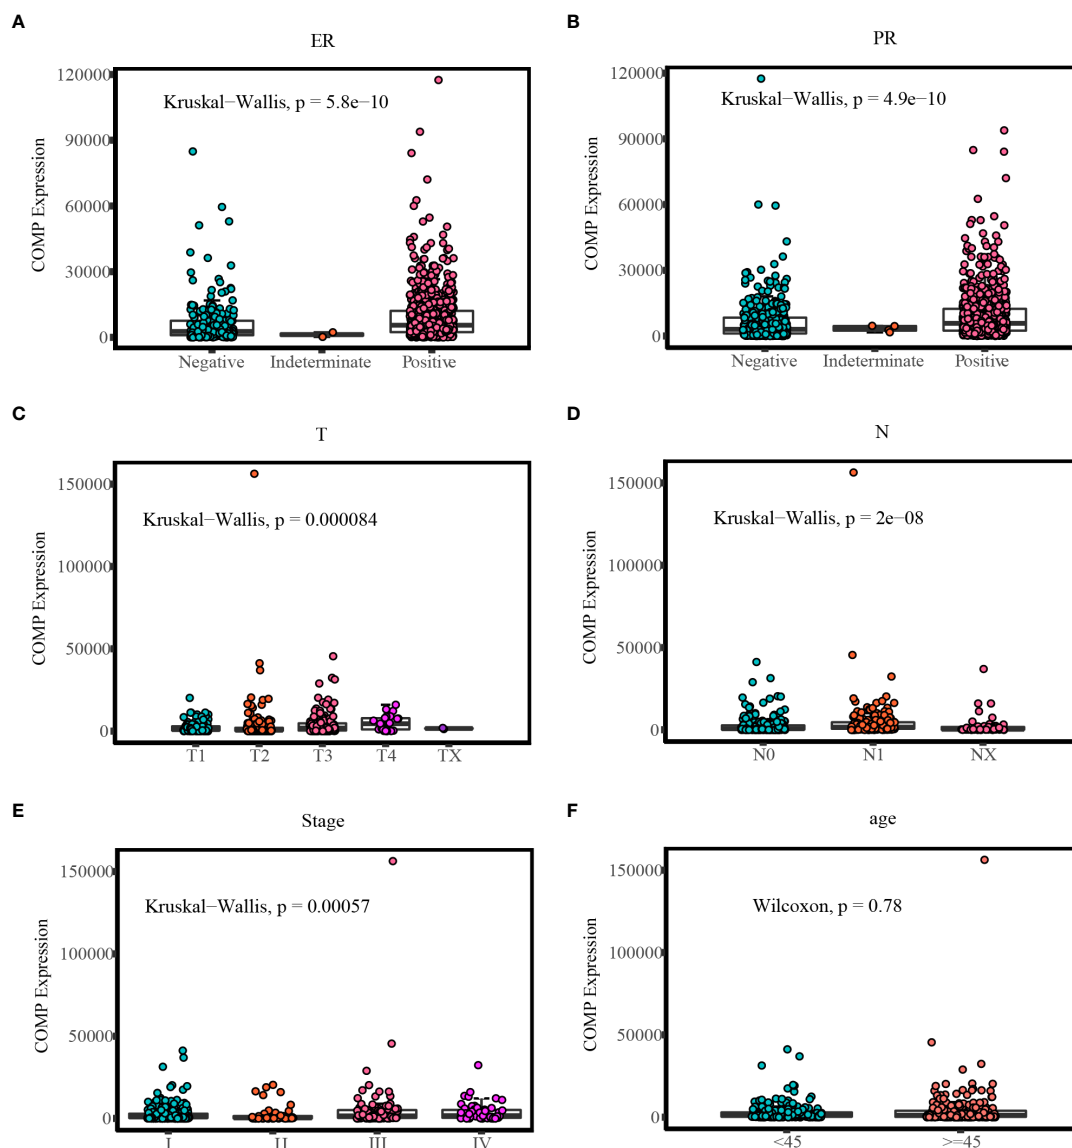 A
ER
120000
90000
60000
30000
0
COMP Expression
Kruskal−Wallis, p = 5.8e−10
Negative Indeterminate Positive
B
PR
120000
90000
60000
30000
0
COMP Expression
Kruskal−Wallis, p = 4.9e−10
Negative Indeterminate Positive
C
T
150000
100000
50000
0
COMP Expression
Kruskal−Wallis, p = 0.000084
T1 T2 T3 T4 TX
D
N
150000
100000
50000
0
COMP Expression
Kruskal−Wallis, p = 2e−08
N0 N1 NX
E
Stage
150000
100000
50000
0
COMP Expression
Kruskal−Wallis, p = 0.00057
I II III IV
F
age
150000
100000
50000
0
COMP Expression
Wilcoxon, p = 0.78
<45 >=45